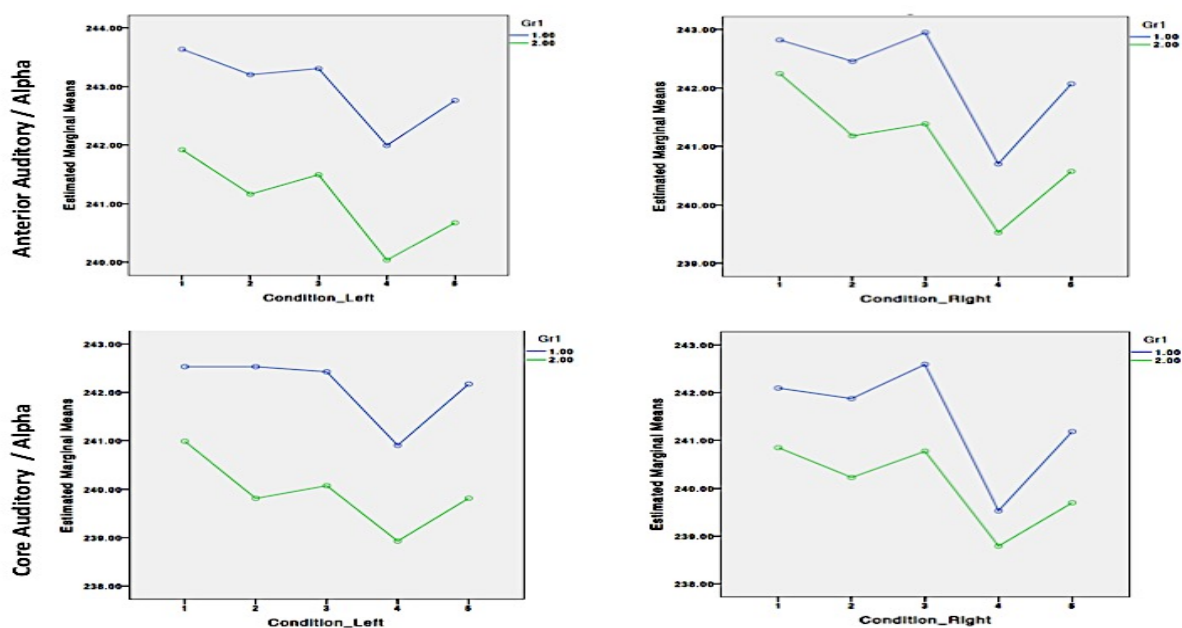 Anterior Auditory / Alpha
Estimated Marginal Means
244.00
243.00
242.00
241.00
240.00
1 2 3 4 5
Condition_Left
Gr1
1.00
2.00
Estimated Marginal Means
243.00
242.00
241.00
240.00
239.00
1 2 3 4 5
Condition_Right
Gr1
1.00
2.00
Core Auditory / Alpha
Estimated Marginal Means
243.00
242.00
241.00
240.00
239.00
238.00
1 2 3 4 5
Condition_Left
Gr1
1.00
2.00
Estimated Marginal Means
243.00
242.00
241.00
240.00
239.00
238.00
1 2 3 4 5
Condition_Right
Gr1
1.00
2.00